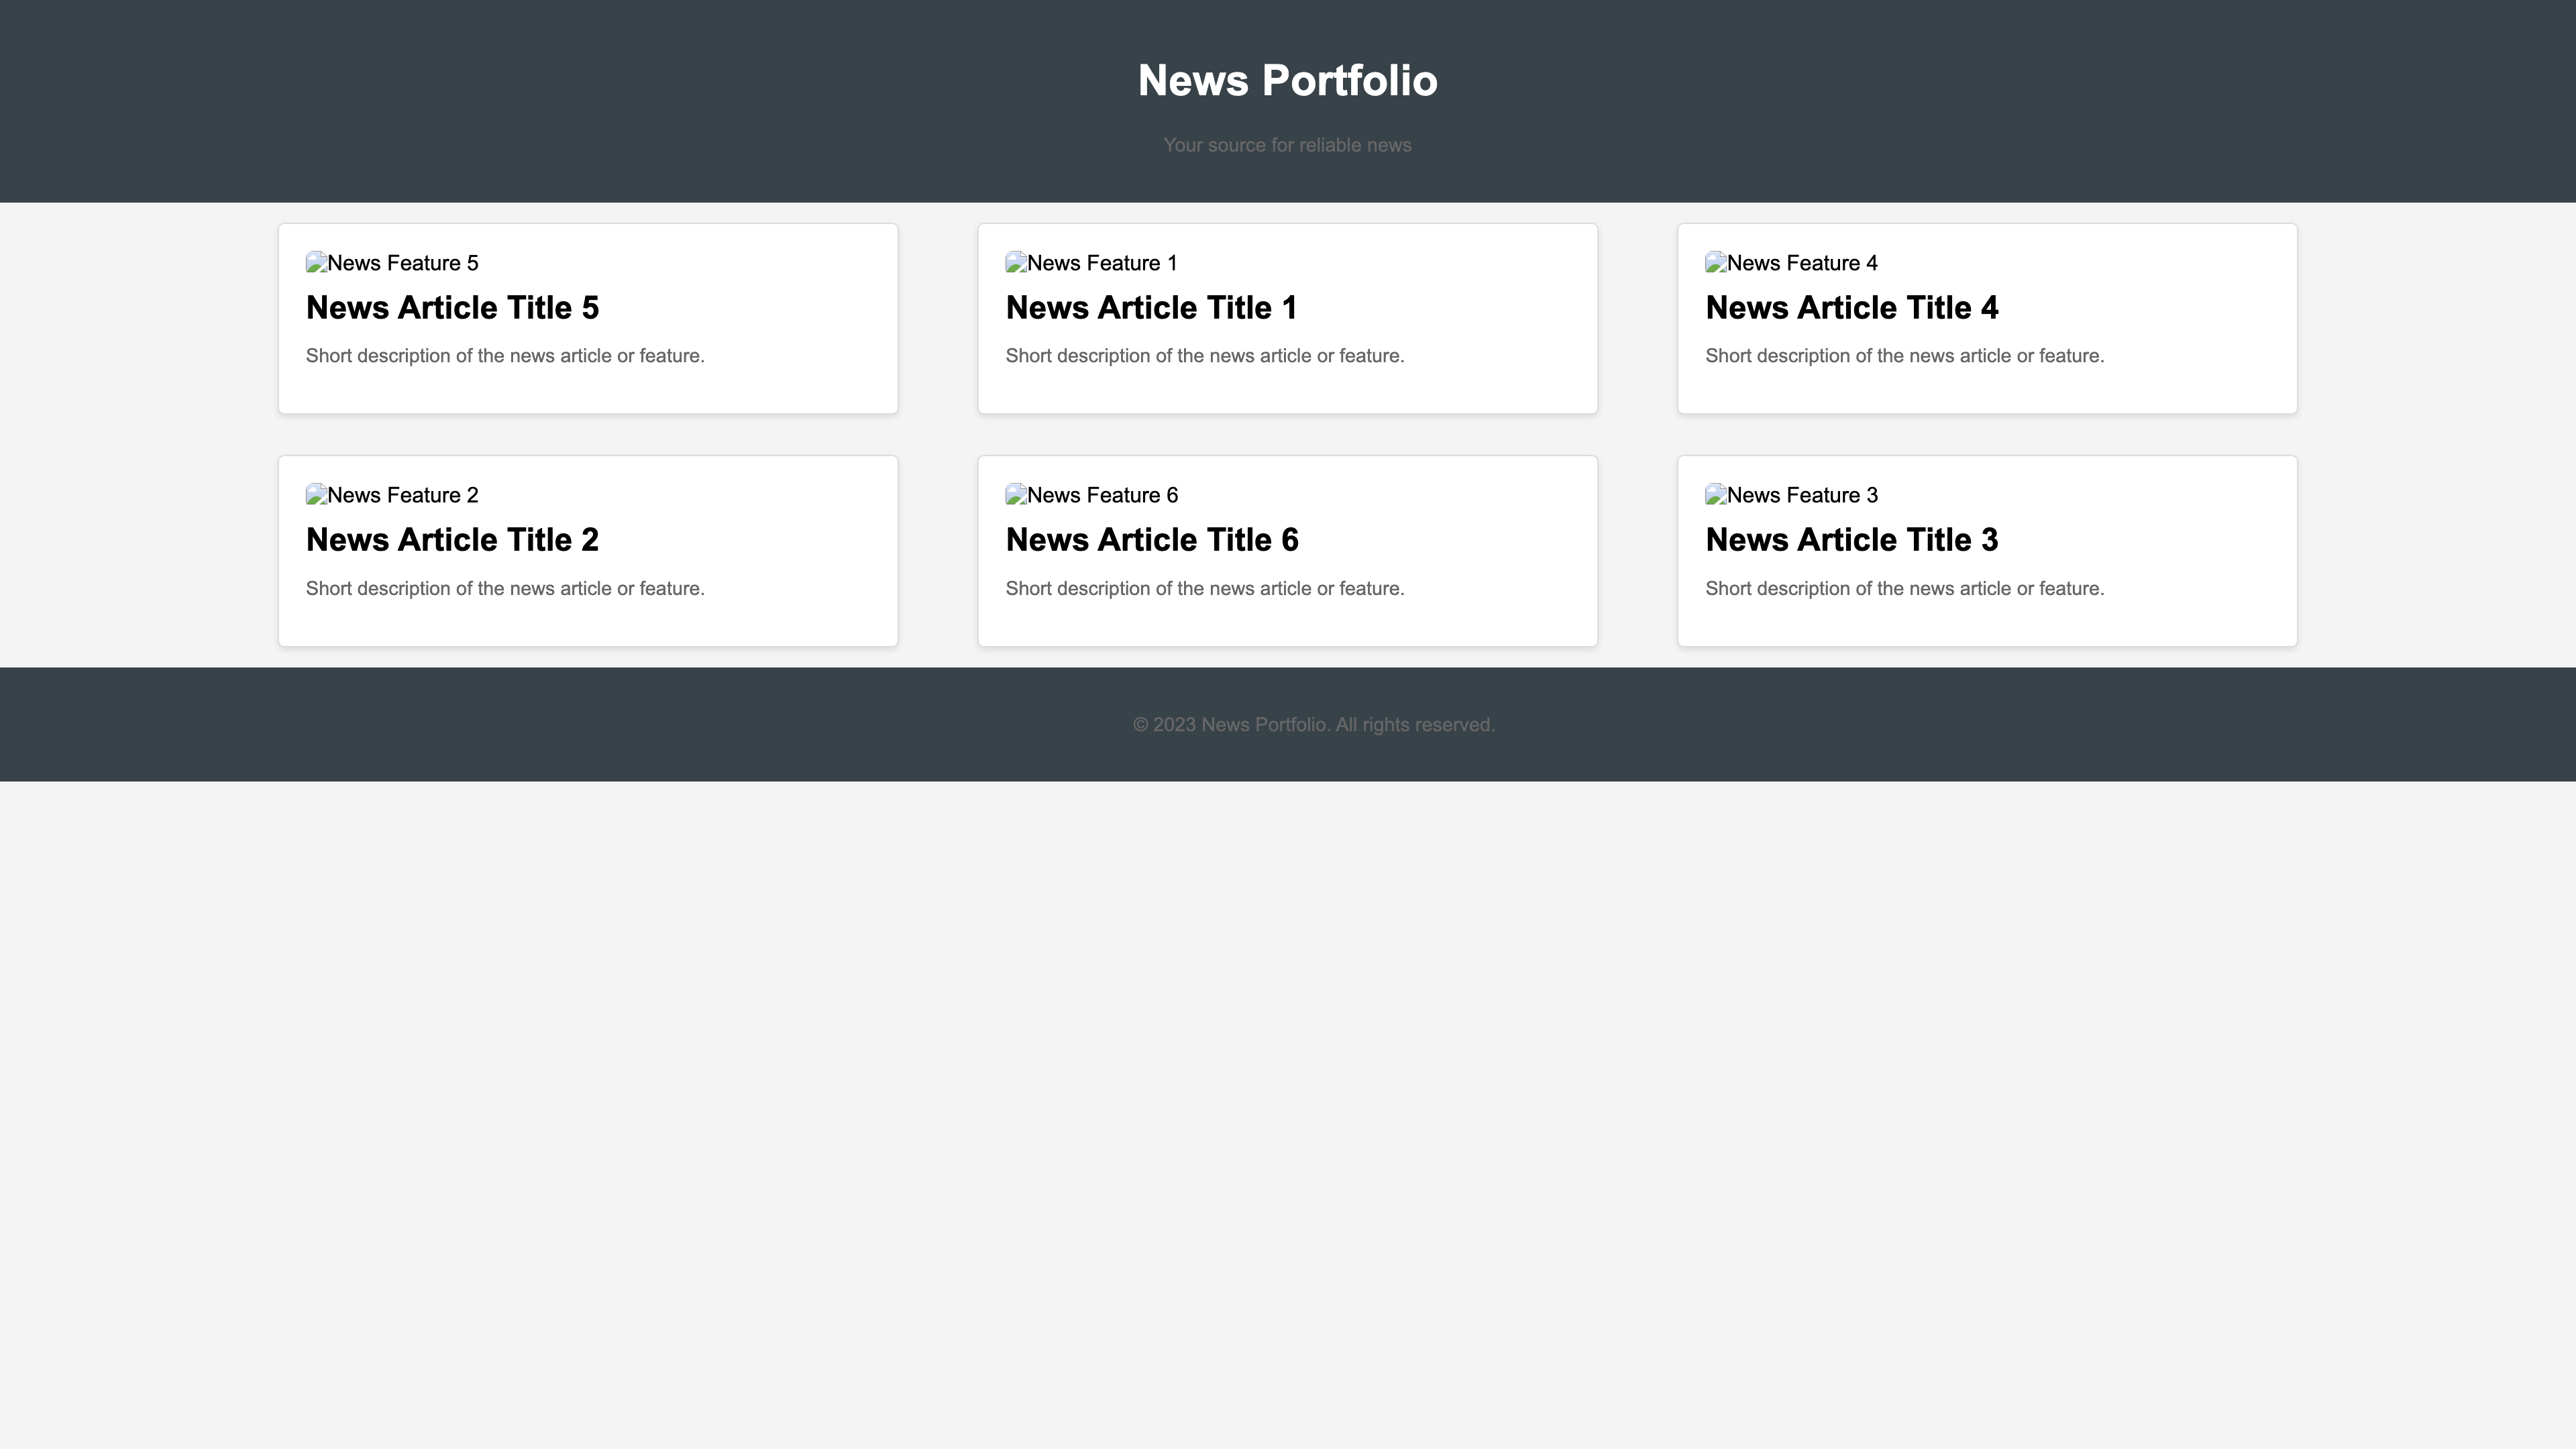 News Portfolio
Your source for reliable news
News Feature 5
News Article Title 5
Short description of the news article or feature.
News Feature 1
News Article Title 1
Short description of the news article or feature.
News Feature 4
News Article Title 4
Short description of the news article or feature.
News Feature 2
News Article Title 2
Short description of the news article or feature.
News Feature 6
News Article Title 6
Short description of the news article or feature.
News Feature 3
News Article Title 3
Short description of the news article or feature.
© 2023 News Portfolio. All rights reserved.